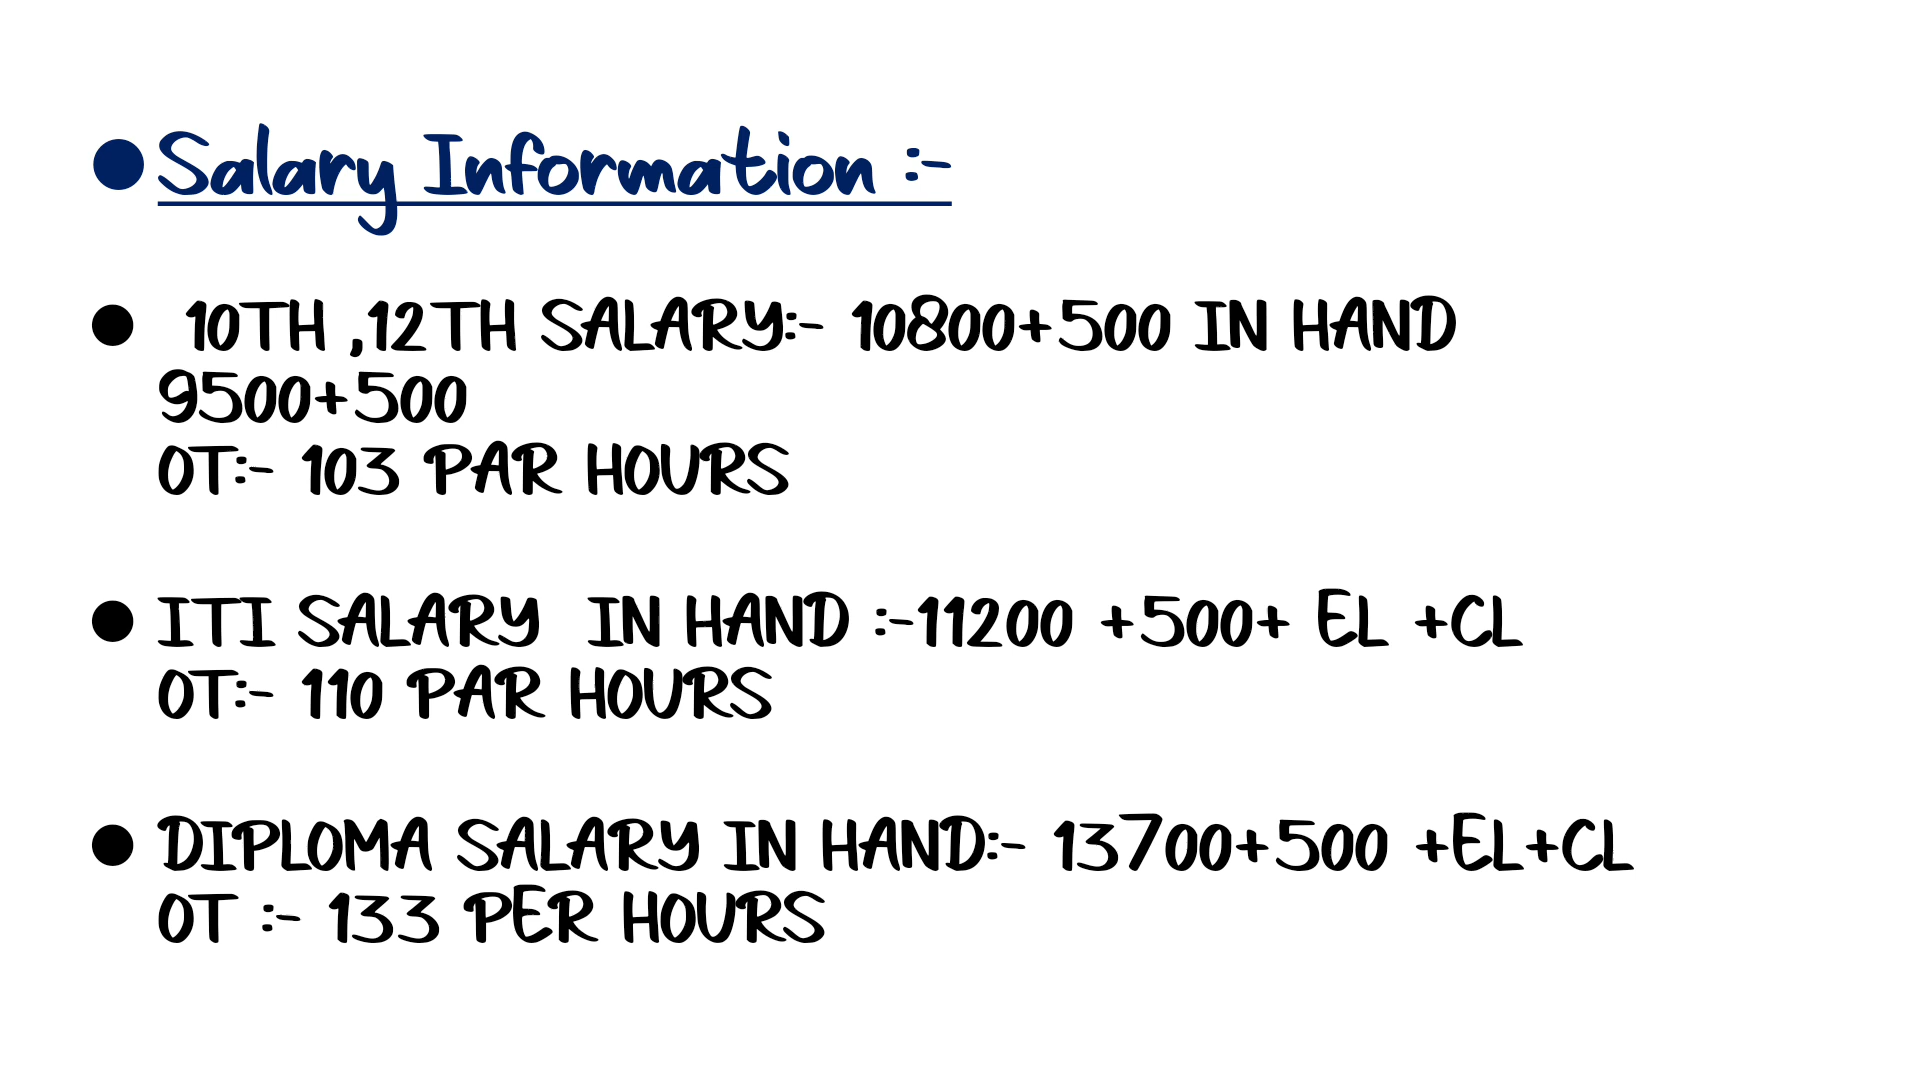 ● Salary Information :-
● 10TH ,12TH SALARY:- 10800+500 IN HAND
9500+500
OT:- 103 PAR HOURS
● ITI SALARY IN HAND :-11200 +500+ EL +CL
OT:- 110 PAR HOURS
● DIPLOMA SALARY IN HAND:- 13700+500 +EL+CL
OT :- 133 PER HOURS